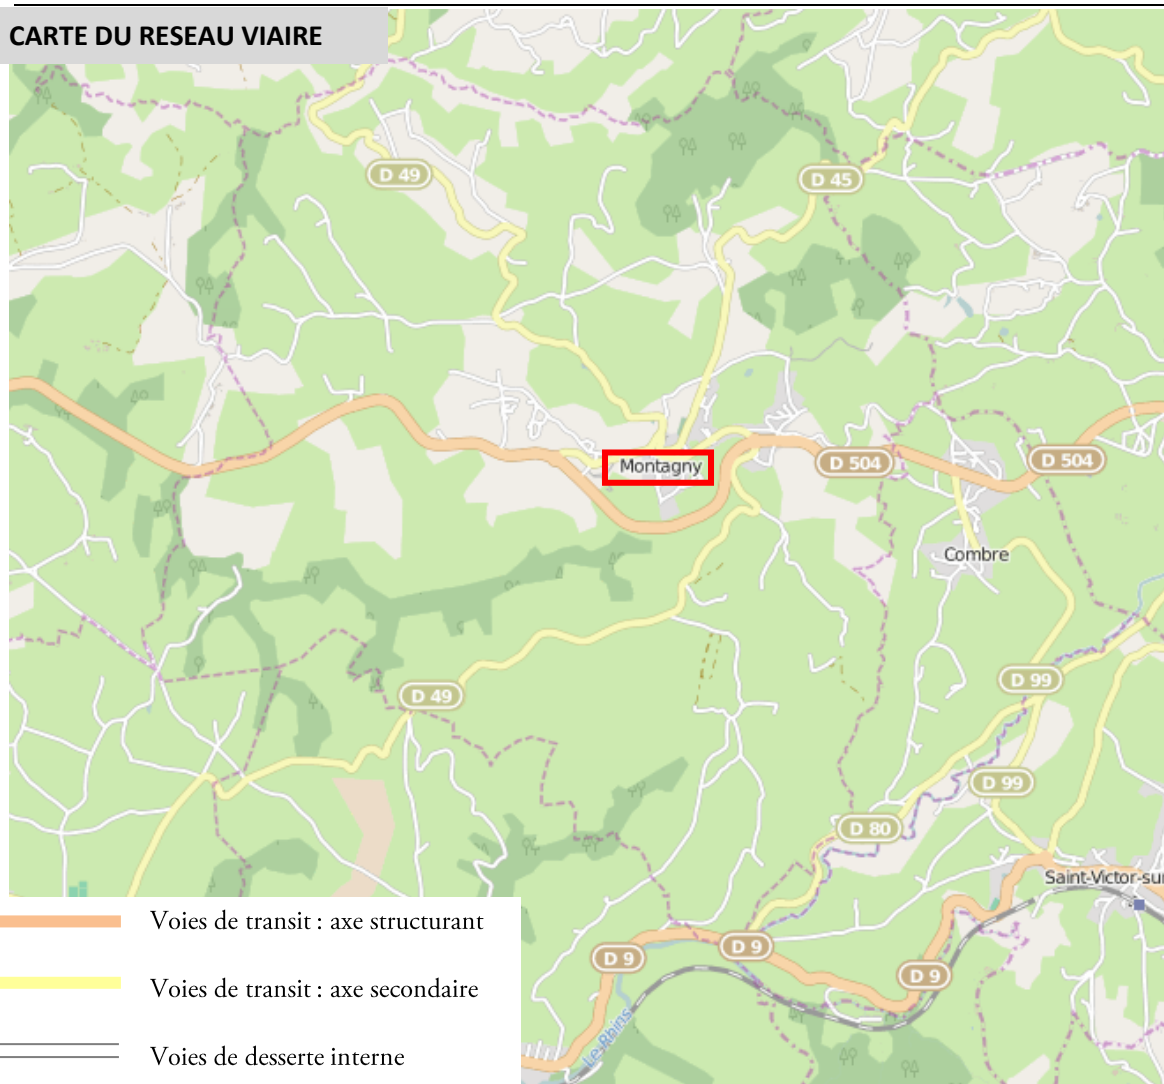 CARTE DU RESEAU VIAIRE
D 49
D 45
Montagny
D 504
D 504
Combre
D 99
D 49
D 99
D 80
Saint-Victor-sur
D 9
D 9
D 9
Le Rhins
Voies de transit : axe structurant
Voies de transit : axe secondaire
Voies de desserte interne